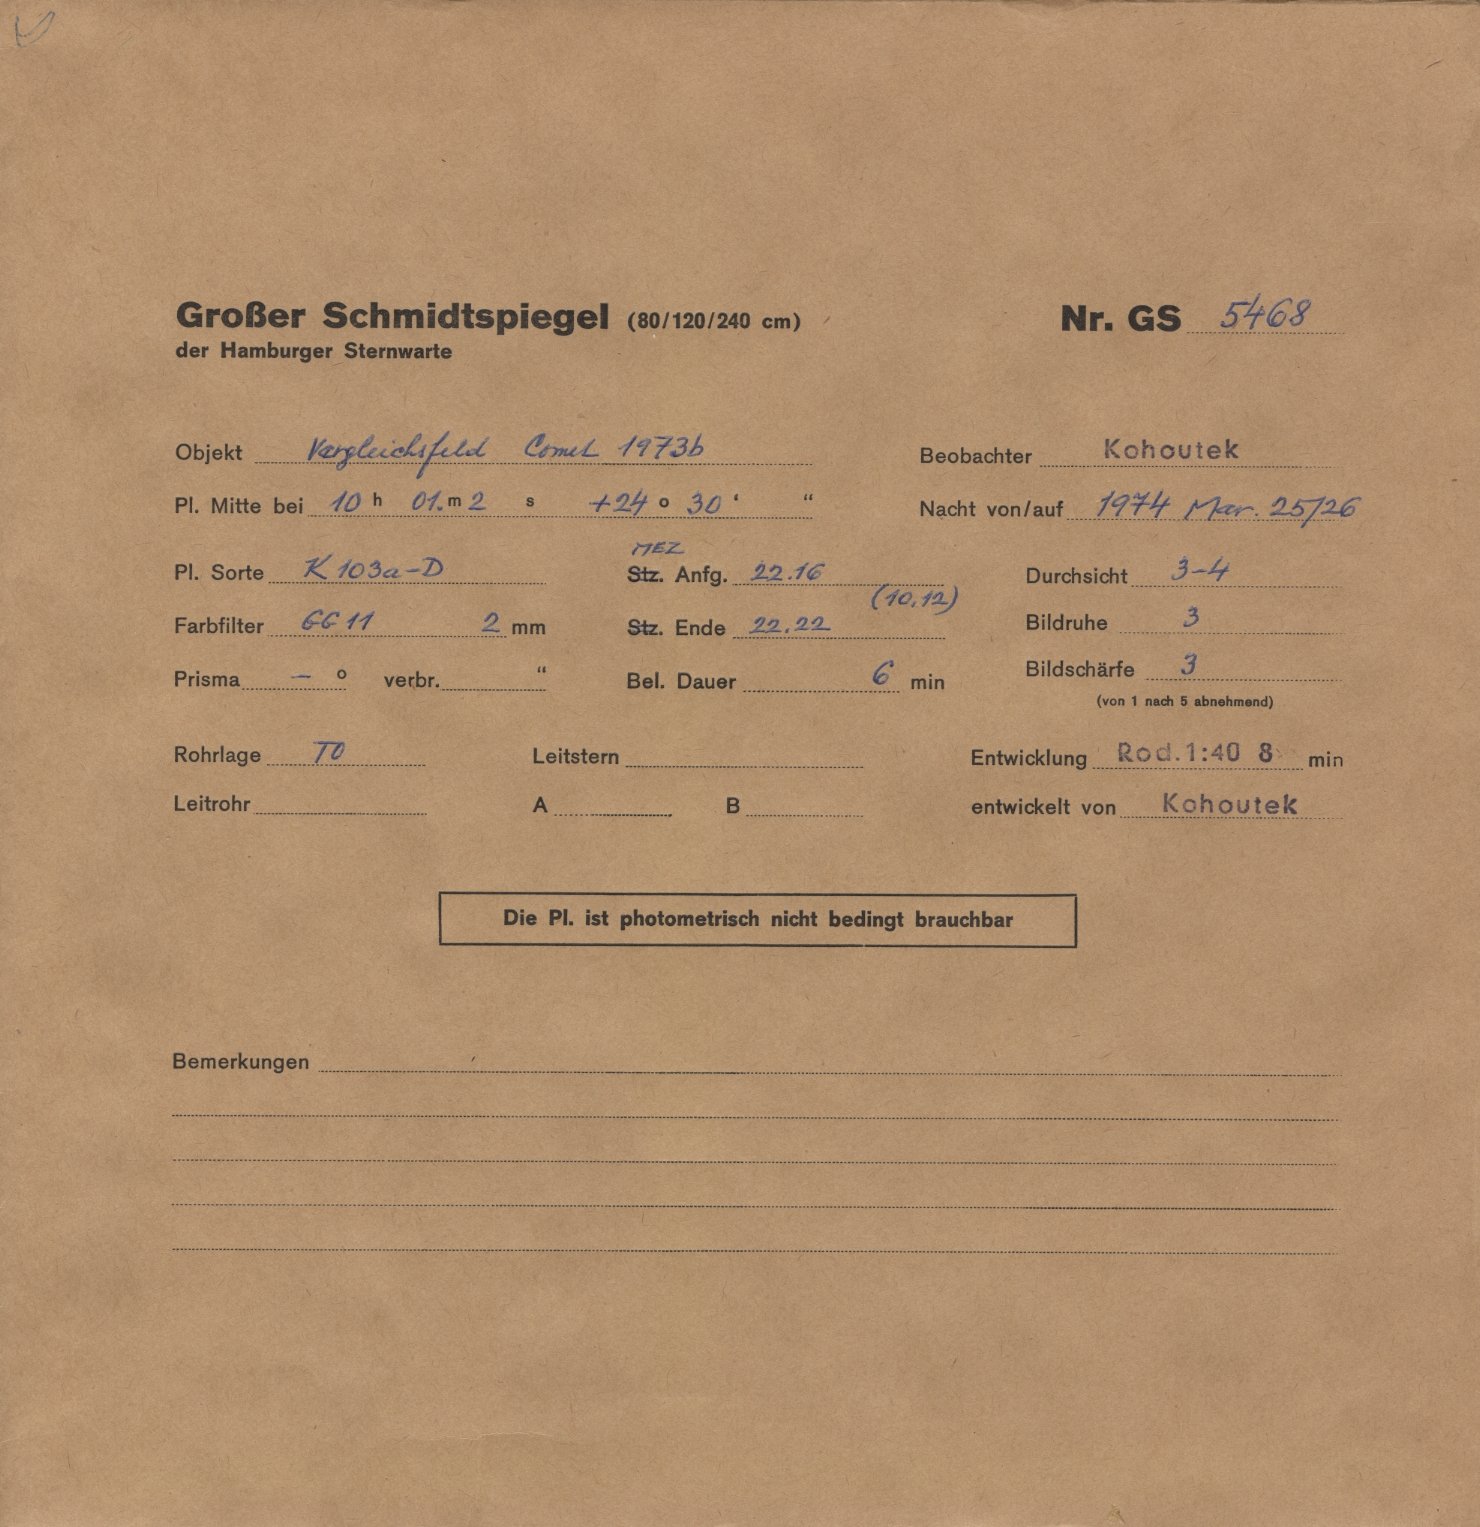 Großer Schmidtspiegel (80/120/240 cm) Nr. GS 5468
der Hamburger Sternwarte
Objekt Vergleichsfeld Comet 1973b Beobachter Kohoutek
Pl. Mitte bei 10 h 01. m 2 s +24 o 30 ‘ “ Nacht von/auf 1974 Mar. 25/26
MEZ
Pl. Sorte K 103a-D Stz. Anfg. 22.16 Durchsicht 3-4
(10.12)
Farbfilter GG 11 2 mm Stz. Ende 22.22 Bildruhe 3
Prisma – o verbr. “ Bel. Dauer 6 min Bildschärfe 3
(von 1 nach 5 abnehmend)
Rohrlage TO Leitstern Entwicklung Rod. 1:40 8 min
Leitrohr A B entwickelt von Kohoutek
Die Pl. ist photometrisch nicht bedingt brauchbar
Bemerkungen